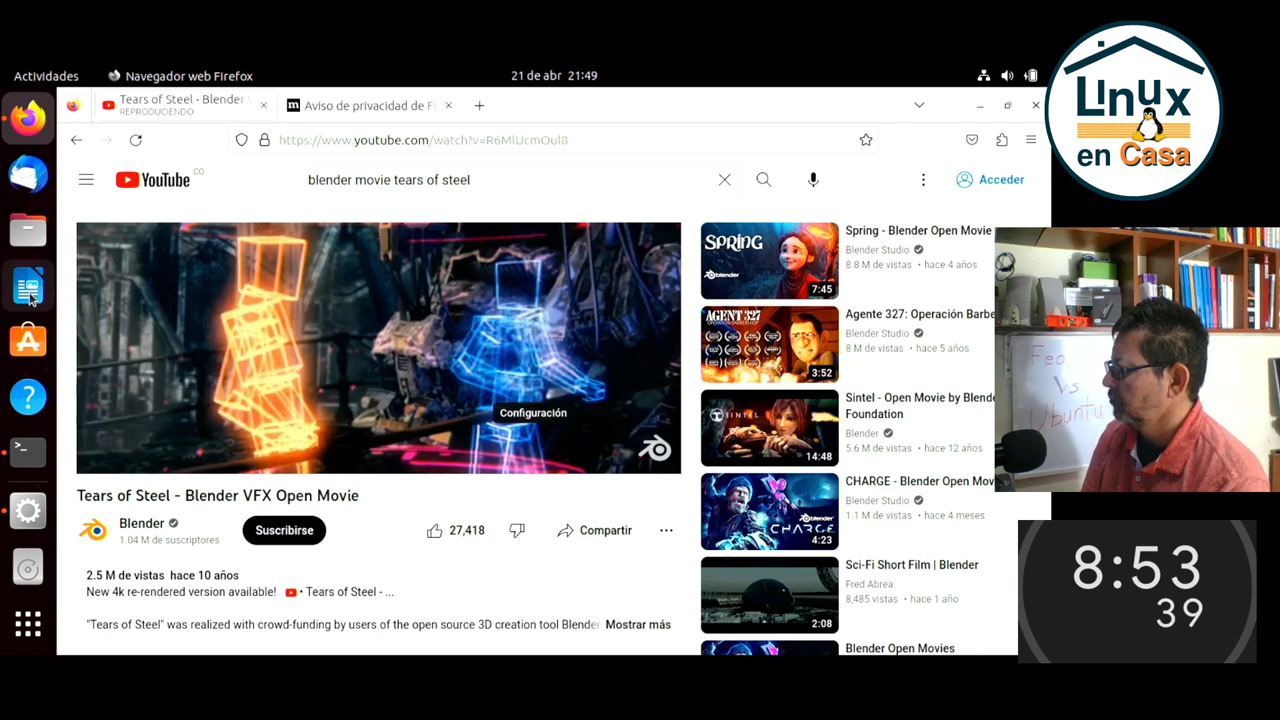 Actividades
Navegador web Firefox
21 de abr 21:49
Tears of Steel - Blender
REPRODUCIENDO
Aviso de privacidad de Fi
https://www.youtube.com/watch?v=R6MlUcmOul8
YouTube CO
blender movie tears of steel
Acceder
LInux
en Casa
Configuración
SPRING
blender
7:45
Spring - Blender Open Movie
Blender Studio
8.8 M de vistas • hace 4 años
AGENT 327
3:52
Agente 327: Operación Barbe
Blender Studio
8 M de vistas • hace 5 años
SINTEL
14:48
Sintel - Open Movie by Blende
Foundation
Blender
5.6 M de vistas • hace 12 años
blender
CHARGE
4:23
CHARGE - Blender Open Mov
Blender Studio
1.1 M de vistas • hace 4 meses
2:08
Sci-Fi Short Film | Blender
Fred Abrea
8,485 vistas • hace 1 año
Blender Open Movies
Tears of Steel - Blender VFX Open Movie
Blender
1.04 M de suscriptores
Suscribirse
27,418
Compartir
2.5 M de vistas hace 10 años
New 4k re-rendered version available! • Tears of Steel - ...
"Tears of Steel" was realized with crowd-funding by users of the open source 3D creation tool Blender Mostrar más
Feo
Vs
Ubuntu
8:53
39